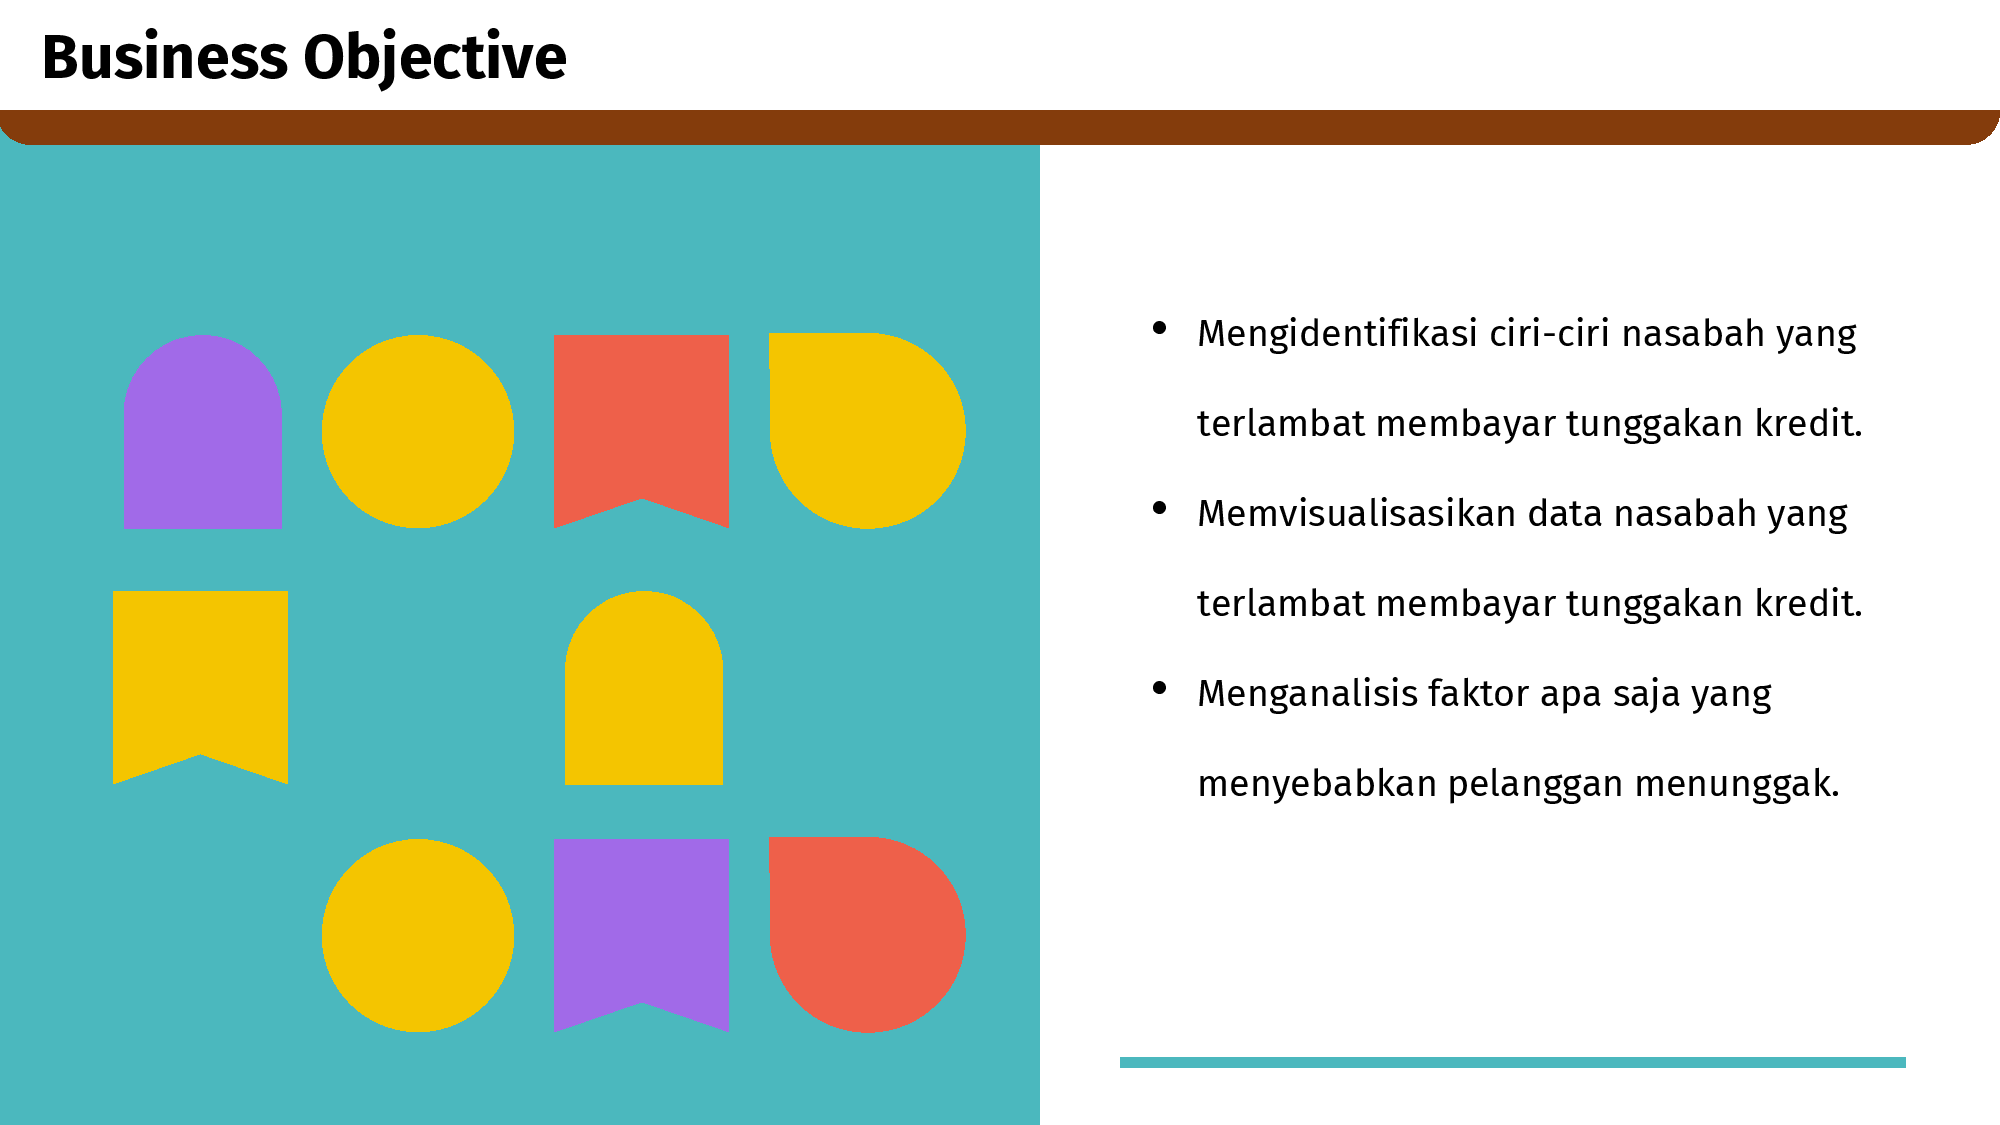 Business Objective
• Mengidentifikasi ciri-ciri nasabah yang
terlambat membayar tunggakan kredit.
• Memvisualisasikan data nasabah yang
terlambat membayar tunggakan kredit.
• Menganalisis faktor apa saja yang
menyebabkan pelanggan menunggak.